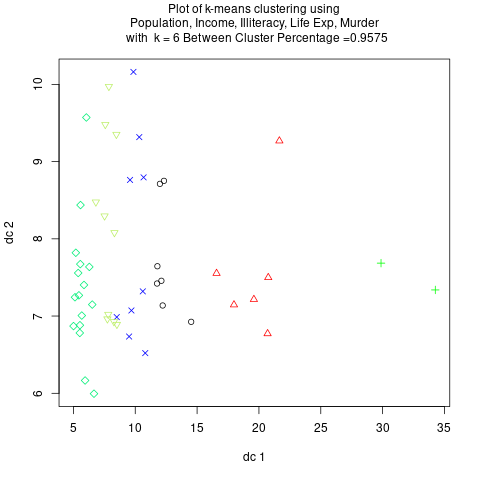 Plot of k-means clustering using
Population, Income, Illiteracy, Life Exp, Murder
with k = 6 Between Cluster Percentage =0.9575
10
9
8
7
6
dc 2
5
10
15
20
25
30
35
dc 1